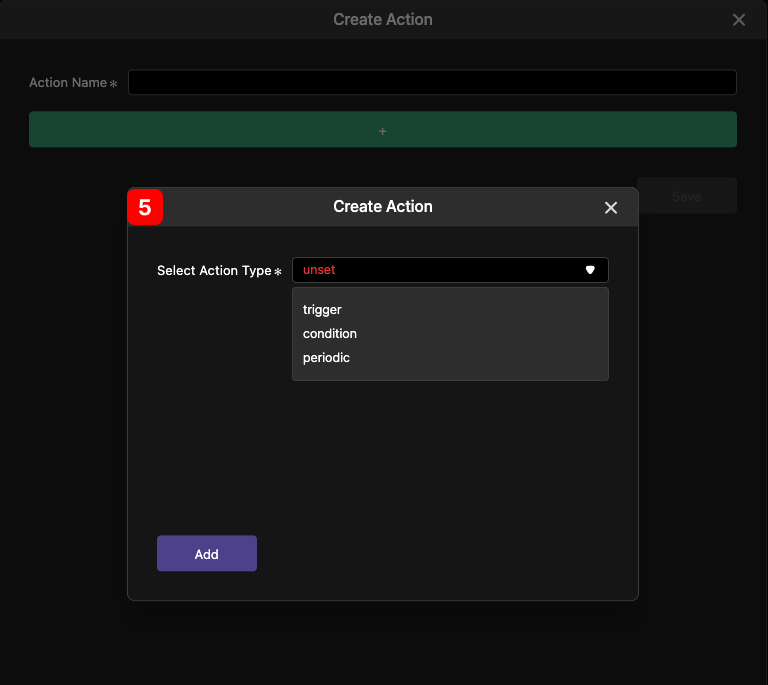 Create Action
Action Name*
+
Save
5
Create Action
Select Action Type*
unset
trigger
condition
periodic
Add